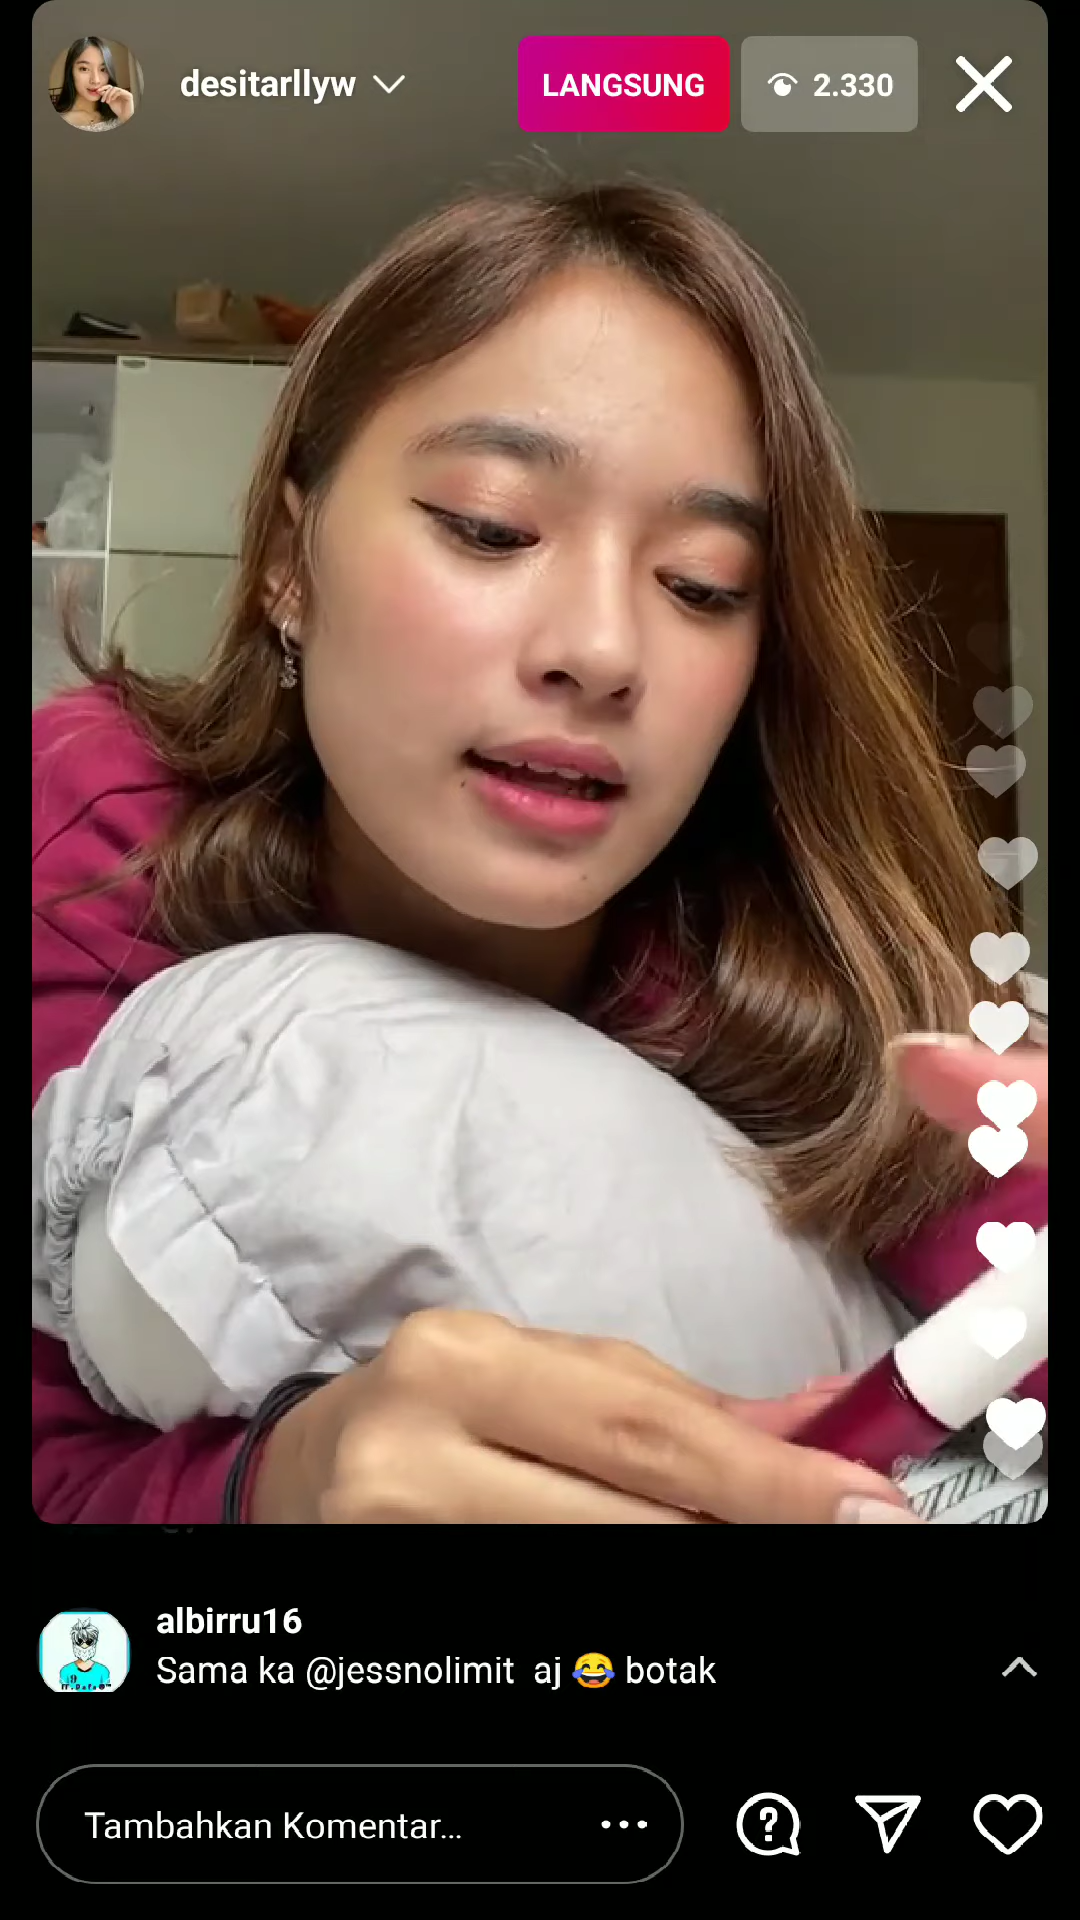 desitarllyw
LANGSUNG
2.330
albirru16
Sama ka @jessnolimit aj 😂 botak
Tambahkan Komentar...